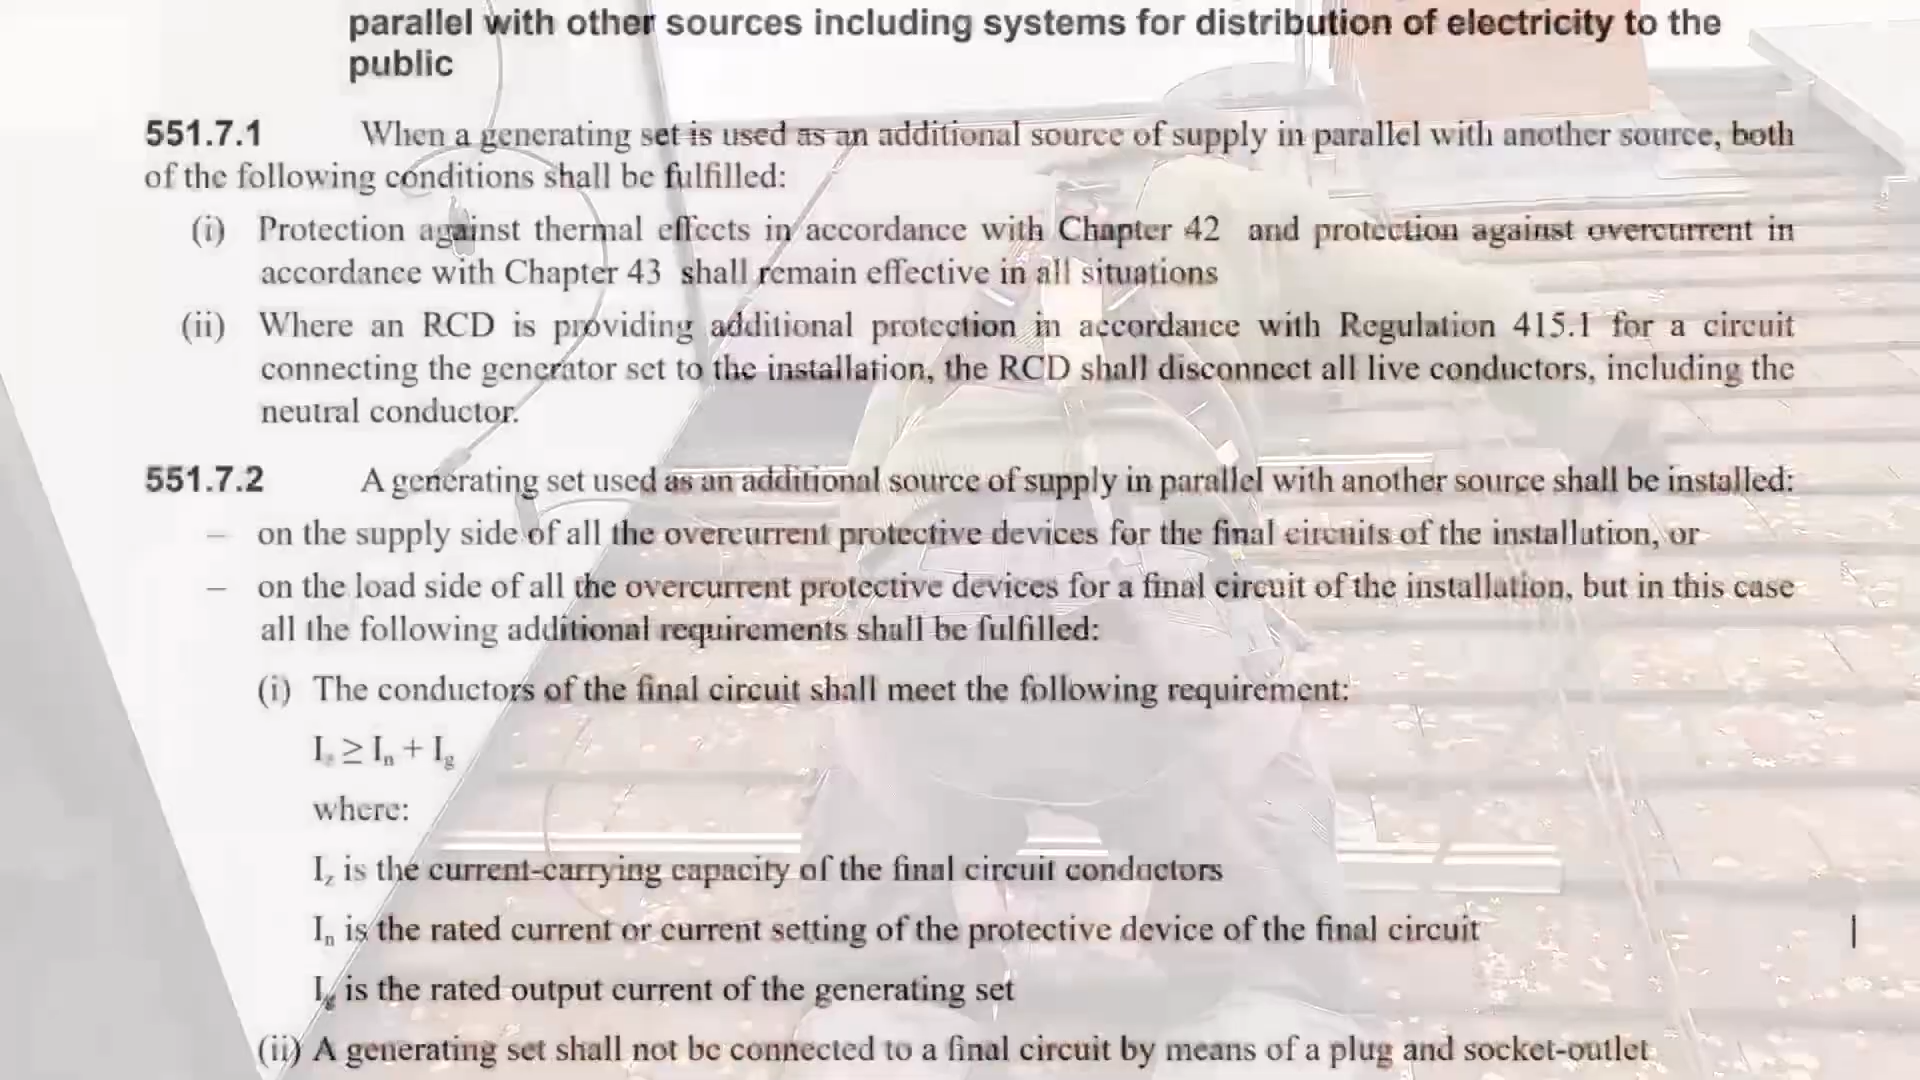 parallel with other sources including systems for distribution of electricity to the
public
551.7.1 When a generating set is used as an additional source of supply in parallel with another source, both
of the following conditions shall be fulfilled:
(i) Protection against thermal effects in accordance with Chapter 42 and protection against overcurrent in
accordance with Chapter 43 shall remain effective in all situations
(ii) Where an RCD is providing additional protection in accordance with Regulation 415.1 for a circuit
connecting the generator set to the installation, the RCD shall disconnect all live conductors, including the
neutral conductor.
551.7.2 A generating set used as an additional source of supply in parallel with another source shall be installed:
– on the supply side of all the overcurrent protective devices for the final circuits of the installation, or
– on the load side of all the overcurrent protective devices for a final circuit of the installation, but in this case
all the following additional requirements shall be fulfilled:
(i) The conductors of the final circuit shall meet the following requirement:
Iz ≥ In + Ig
where:
Iz is the current-carrying capacity of the final circuit conductors
In is the rated current or current setting of the protective device of the final circuit
Ig is the rated output current of the generating set
(ii) A generating set shall not be connected to a final circuit by means of a plug and socket-outlet